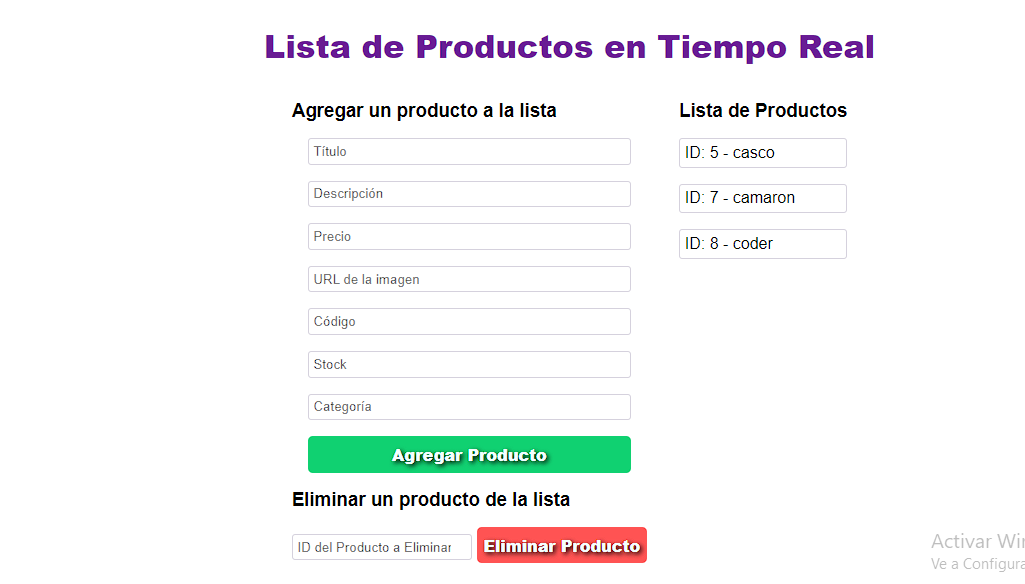 Lista de Productos en Tiempo Real
Agregar un producto a la lista
Título
Descripción
Precio
URL de la imagen
Código
Stock
Categoría
Agregar Producto
Eliminar un producto de la lista
ID del Producto a Eliminar
Eliminar Producto
Lista de Productos
ID: 5 - casco
ID: 7 - camaron
ID: 8 - coder
Activar Wi
Ve a Configura